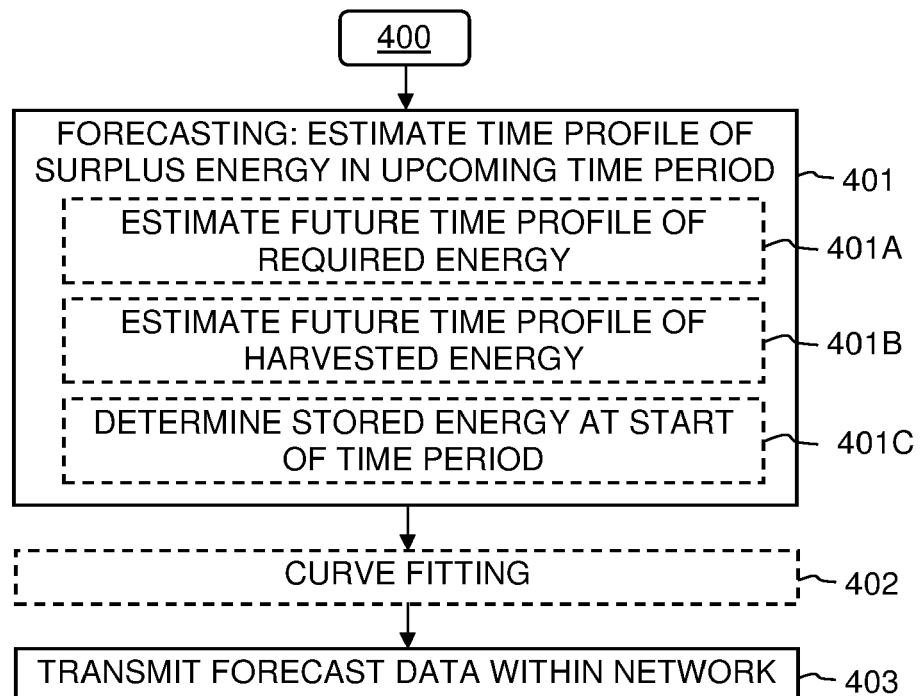 400
FORECASTING: ESTIMATE TIME PROFILE OF
SURPLUS ENERGY IN UPCOMING TIME PERIOD
401
ESTIMATE FUTURE TIME PROFILE OF
REQUIRED ENERGY
401A
ESTIMATE FUTURE TIME PROFILE OF
HARVESTED ENERGY
401B
DETERMINE STORED ENERGY AT START
OF TIME PERIOD
401C
CURVE FITTING
402
TRANSMIT FORECAST DATA WITHIN NETWORK
403